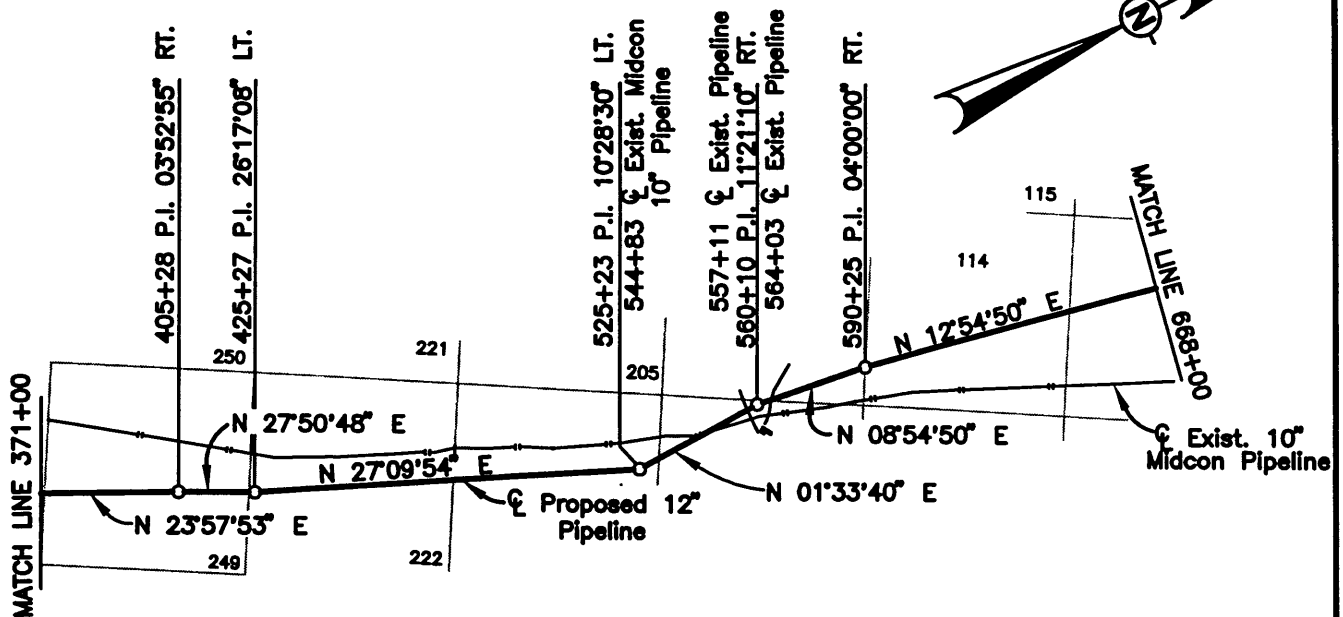 405+28 P.I. 03°52'55" RT.
425+27 P.I. 26°17'08" LT.
525+23 P.I. 10°28'30" LT.
544+83 ℄ Exist. Midcon
10" Pipeline
557+11 ℄ Exist. Pipeline
560+10 P.I. 11°21'10" RT.
564+03 ℄ Exist. Pipeline
590+25 P.I. 04°00'00" RT.
N
MATCH LINE 371+00
250
221
205
115
114
MATCH LINE 668+00
N 27°50'48" E
N 27°09'54" E
N 12°54'50" E
N 08°54'50" E
N 01°33'40" E
N 23°57'53" E
℄ Proposed 12"
Pipeline
℄ Exist. 10"
Midcon Pipeline
249
222